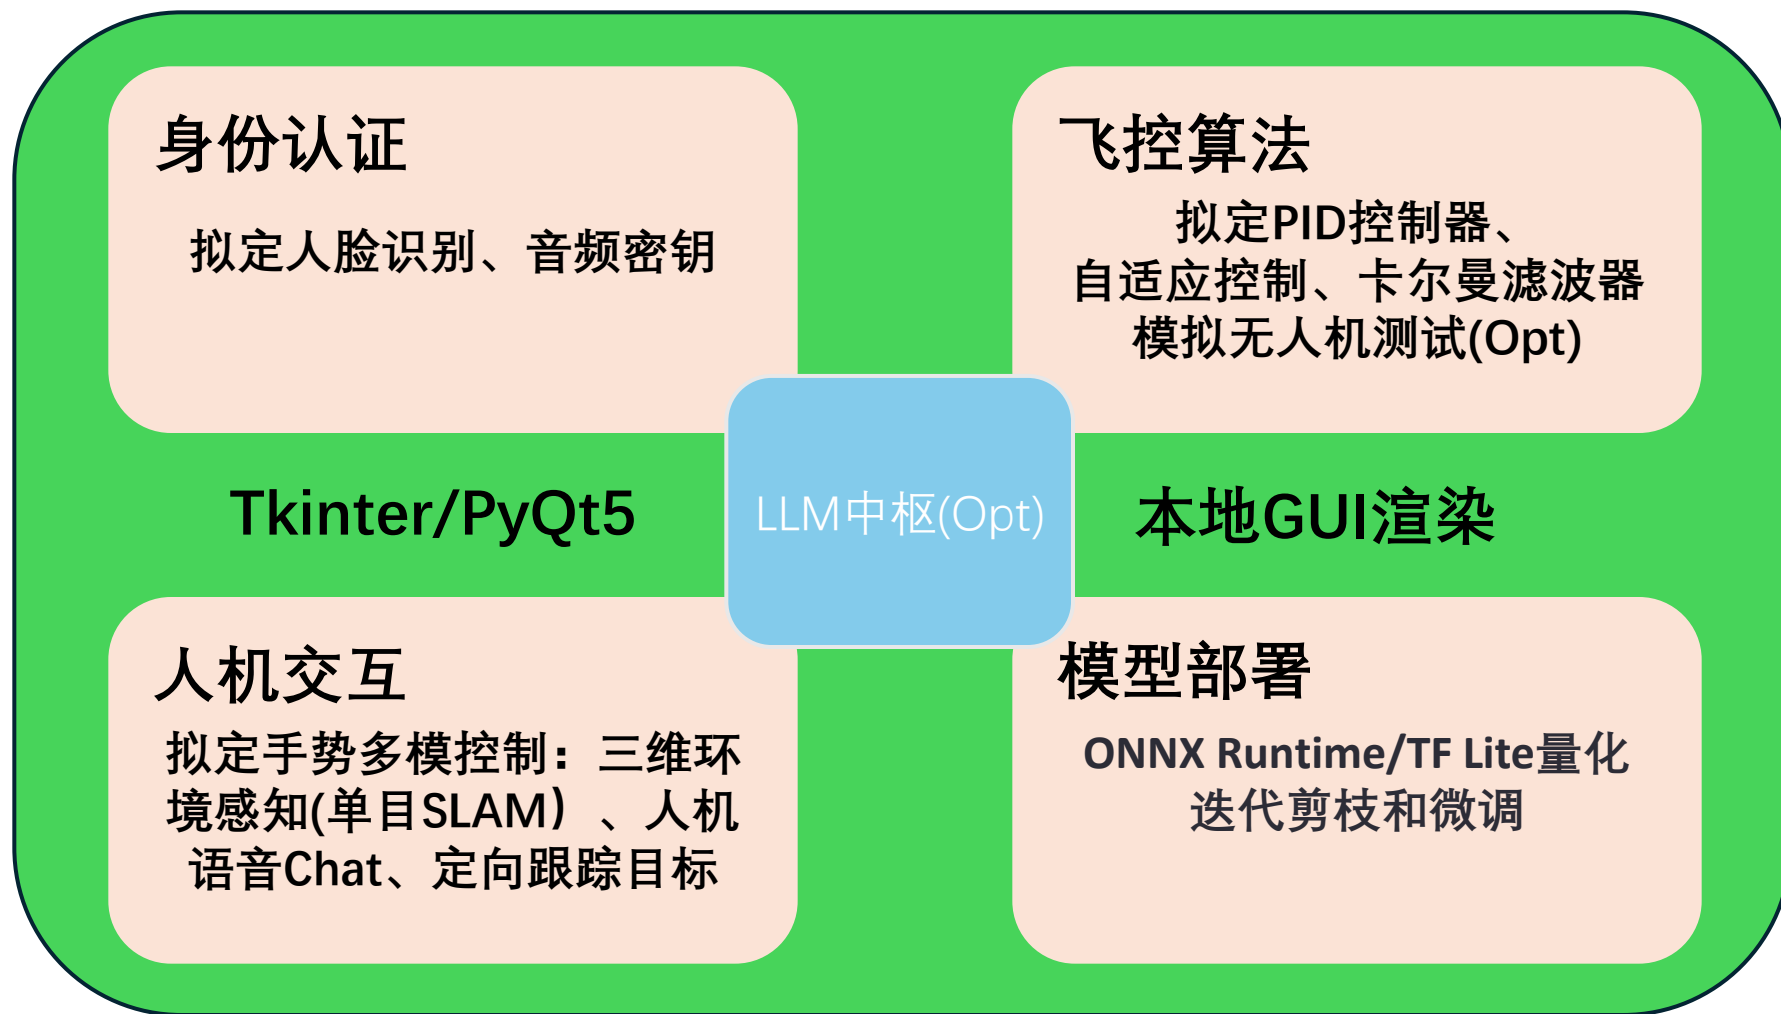 身份认证
拟定人脸识别、音频密钥
飞控算法
拟定PID控制器、
自适应控制、卡尔曼滤波器
模拟无人机测试(Opt)
Tkinter/PyQt5
LLM中枢(Opt)
本地GUI渲染
人机交互
拟定手势多模控制：三维环
境感知(单目SLAM）、人机
语音Chat、定向跟踪目标
模型部署
ONNX Runtime/TF Lite量化
迭代剪枝和微调